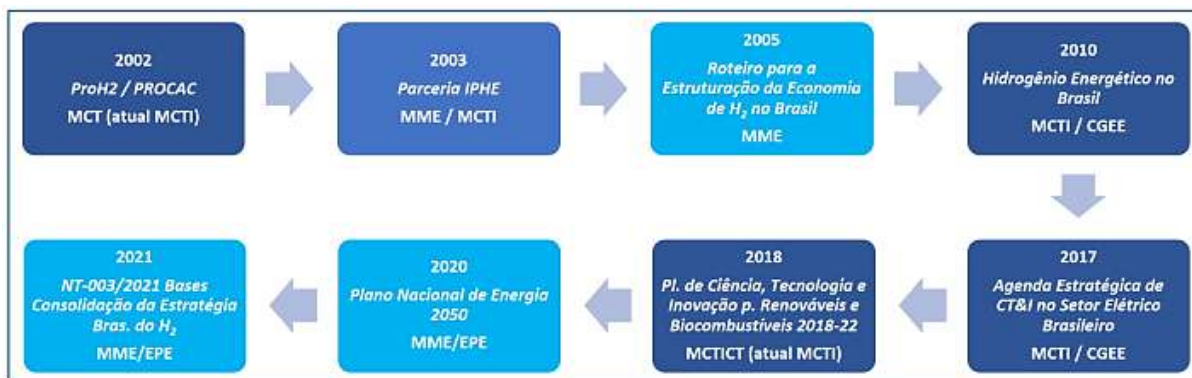 2002
ProH2 / PROCAC
MCT (atual MCTI)
2003
Parceria IPHE
MME / MCTI
2005
Roteiro para a
Estruturação da Economia
de H₂ no Brasil
MME
2010
Hidrogênio Energético no
Brasil
MCTI / CGEE
2017
Agenda Estratégica de
CT&I no Setor Elétrico
Brasileiro
MCTI / CGEE
2018
Pl. de Ciência, Tecnologia e
Inovação p. Renováveis e
Biocombustíveis 2018-22
MCTICT (atual MCTI)
2020
Plano Nacional de Energia
2050
MME/EPE
2021
NT-003/2021 Bases
Consolidação da Estratégia
Bras. do H₂
MME/EPE